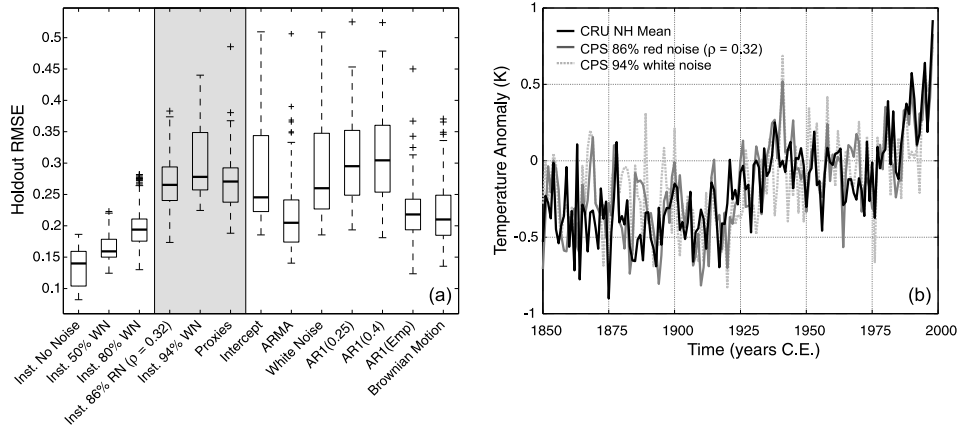 0.5
0.45
0.4
0.35
0.3
0.25
0.2
0.15
0.1
Holdout RMSE
(a)
Inst. No Noise
Inst. 50% WN
Inst. 80% WN
Inst. 86% RN (ρ = 0.32)
Inst. 94% WN
Proxies
Intercept
ARMA
White Noise
AR1(0.25)
AR1(0.4)
AR1(Emp)
Brownian Motion
1
0.5
0
-0.5
-1
Temperature Anomaly (K)
CRU NH Mean
CPS 86% red noise (ρ = 0.32)
CPS 94% white noise
(b)
1850 1875 1900 1925 1950 1975 2000
Time (years C.E.)